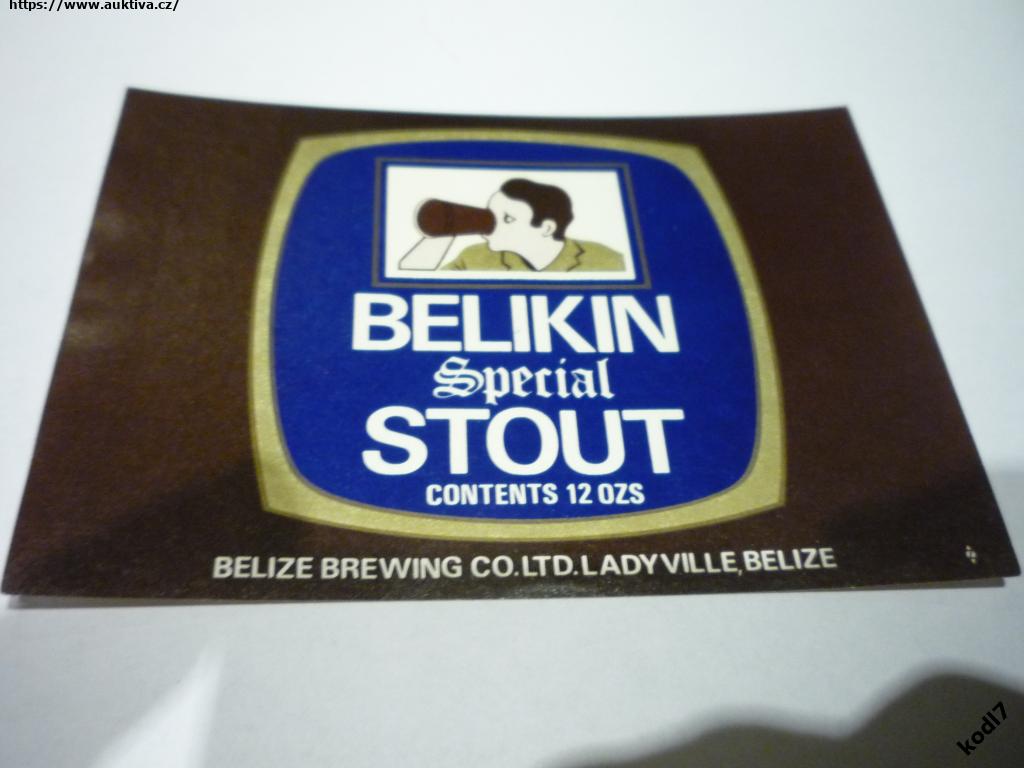 https://www.auktiva.cz/
BELIKIN
Special
STOUT
CONTENTS 12 OZS
BELIZE BREWING CO.LTD.LADYVILLE,BELIZE
kodl7